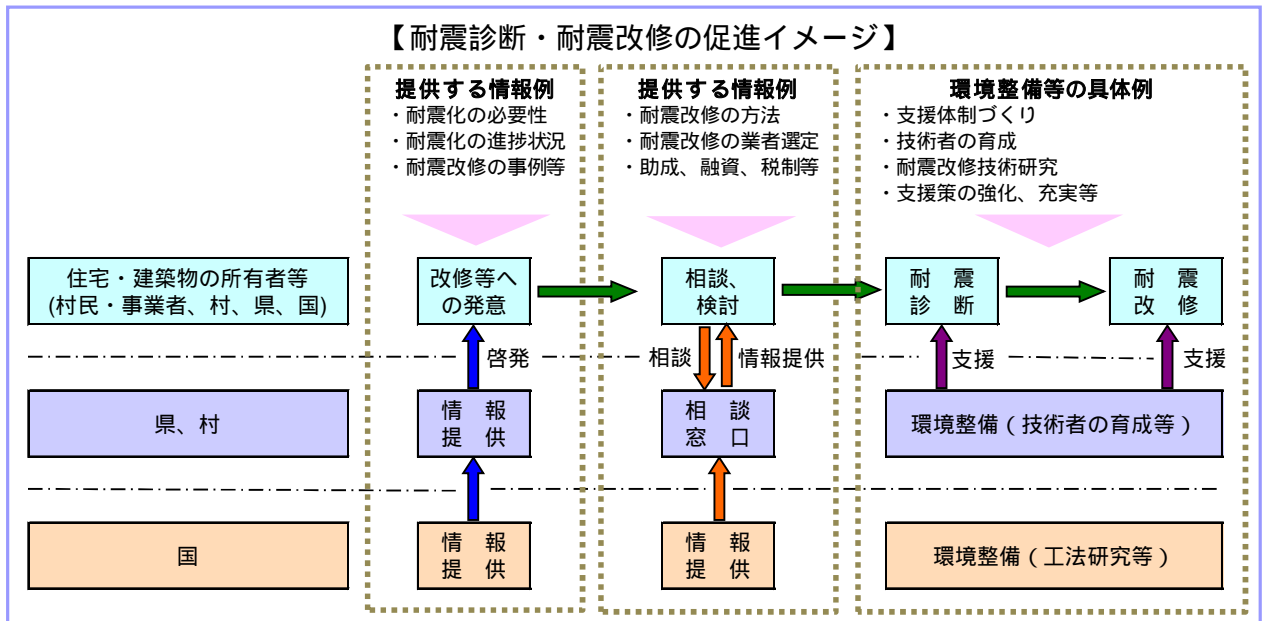 【耐震診断・耐震改修の促進イメージ】
提供する情報例
・耐震化の必要性
・耐震化の進捗状況
・耐震改修の事例等
提供する情報例
・耐震改修の方法
・耐震改修の業者選定
・助成、融資、税制等
環境整備等の具体例
・支援体制づくり
・技術者の育成
・耐震改修技術研究
・支援策の強化、充実等
住宅・建築物の所有者等
(村民・事業者、村、県、国)
改修等へ
の発意
相談、
検討
耐 震
診 断
耐 震
改 修
啓発
相談
情報提供
支援
支援
県、村
情 報
提 供
相 談
窓 口
環境整備（技術者の育成等）
国
情 報
提 供
情 報
提 供
環境整備（工法研究等）